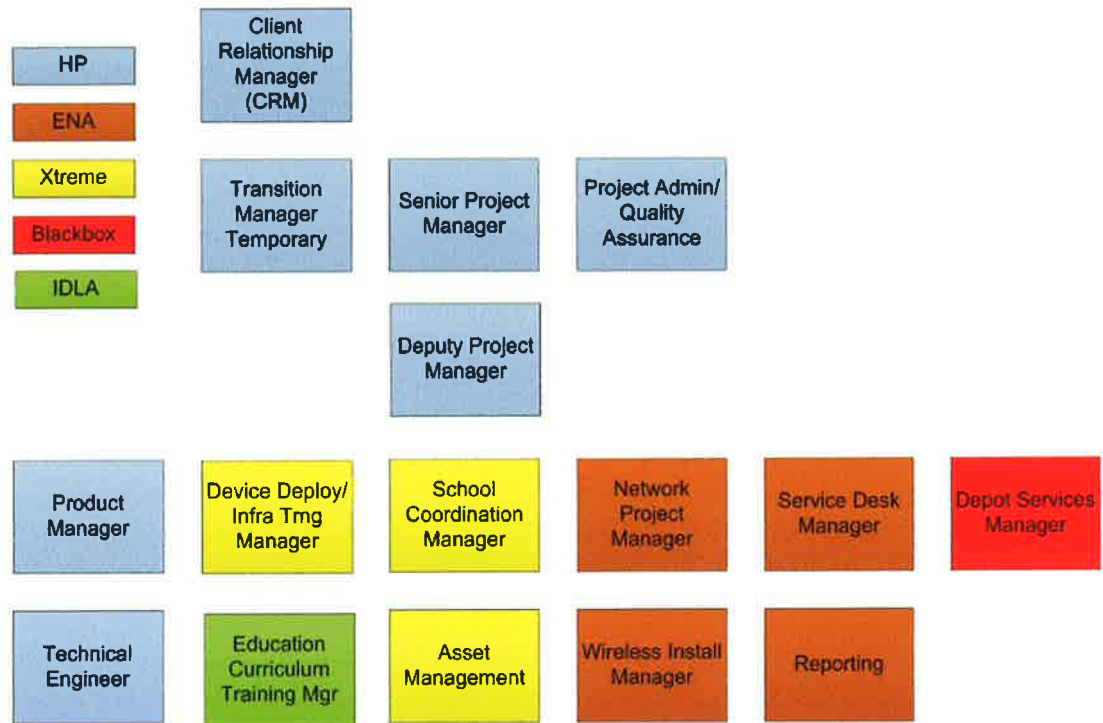 HP
ENA
Xtreme
Blackbox
IDLA
Client
Relationship
Manager
(CRM)
Transition
Manager
Temporary
Senior Project
Manager
Project Admin/
Quality
Assurance
Deputy Project
Manager
Product
Manager
Device Deploy/
Infra Tmg
Manager
School
Coordination
Manager
Network
Project
Manager
Service Desk
Manager
Depot Services
Manager
Technical
Engineer
Education
Curriculum
Training Mgr
Asset
Management
Wireless Install
Manager
Reporting